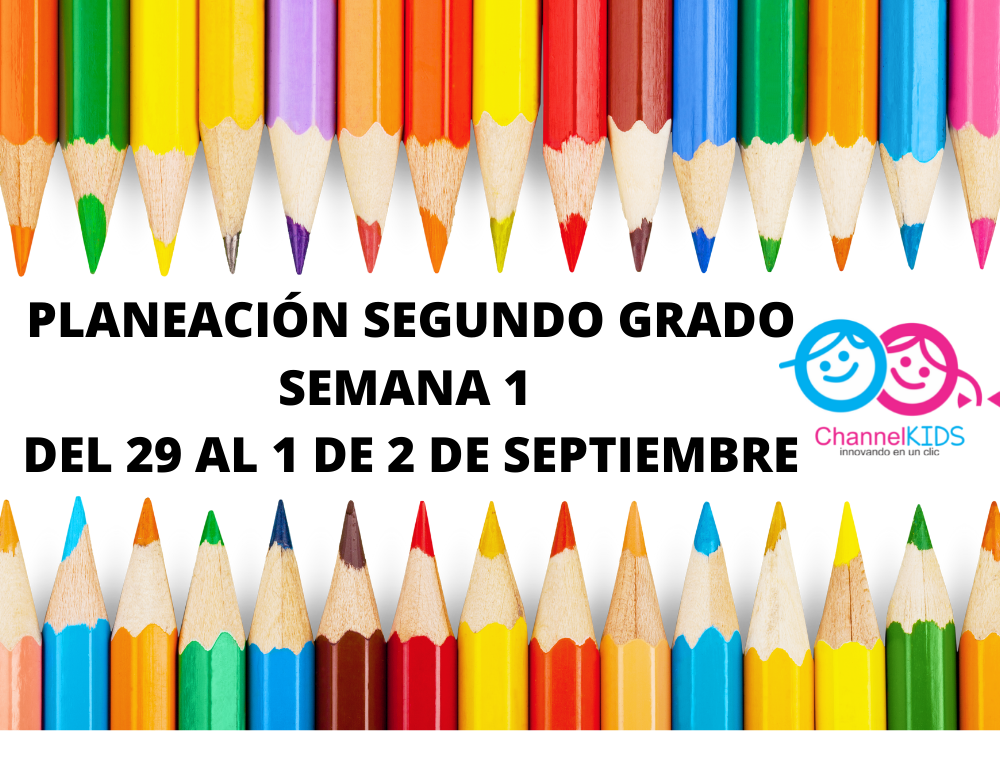 PLANEACIÓN SEGUNDO GRADO
SEMANA 1
DEL 29 AL 1 DE 2 DE SEPTIEMBRE
ChannelKIDS
innovando en un clic